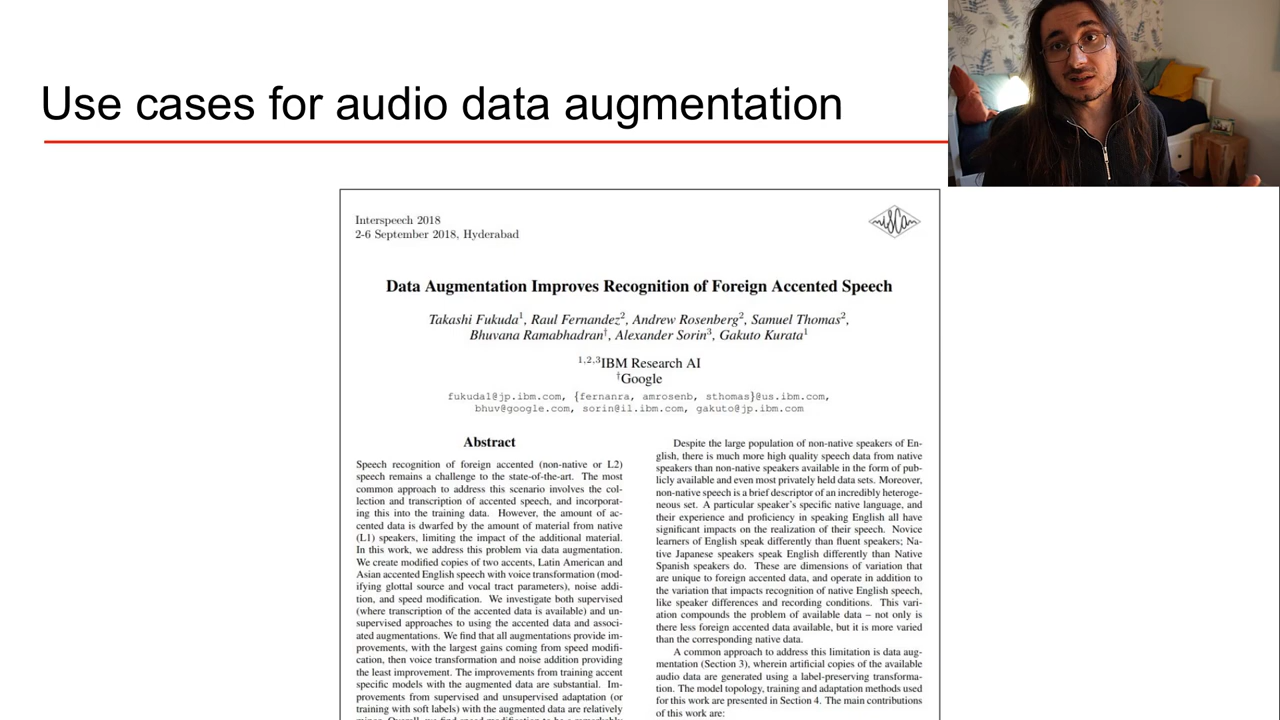 Use cases for audio data augmentation
Interspeech 2018
2-6 September 2018, Hyderabad
ISCA
Data Augmentation Improves Recognition of Foreign Accented Speech
Takashi Fukuda1, Raul Fernandez2, Andrew Rosenberg2, Samuel Thomas2,
Bhuvana Ramabhadran†, Alexander Sorin3, Gakuto Kurata1
1,2,3IBM Research AI
†Google
fukuda1@jp.ibm.com, {fernanra, amrosenb, sthomas}@us.ibm.com,
bhuv@google.com, sorin@il.ibm.com, gakuto@jp.ibm.com
Abstract
Speech recognition of foreign accented (non-native or L2)
speech remains a challenge to the state-of-the-art. The most
common approach to address this scenario involves the col-
lection and transcription of accented speech, and incorporat-
ing this into the training data. However, the amount of ac-
cented data is dwarfed by the amount of material from native
(L1) speakers, limiting the impact of the additional material.
In this work, we address this problem via data augmentation.
We create modified copies of two accents, Latin American and
Asian accented English speech with voice transformation (mod-
ifying glottal source and vocal tract parameters), noise addi-
tion, and speed modification. We investigate both supervised
(where transcription of the accented data is available) and un-
supervised approaches to using the accented data and associ-
ated augmentations. We find that all augmentations provide im-
provements, with the largest gains coming from speed modifi-
cation, then voice transformation and noise addition providing
the least improvement. The improvements from training accent
specific models with the augmented data are substantial. Im-
provements from supervised and unsupervised adaptation (or
training with soft labels) with the augmented data are relatively
Despite the large population of non-native speakers of En-
glish, there is much more high quality speech data from native
speakers than non-native speakers available in the form of pub-
licly available and even most privately held data sets. Moreover,
non-native speech is a brief descriptor of an incredibly heteroge-
neous set. A particular speaker's specific native language, and
their experience and proficiency in speaking English all have
significant impacts on the realization of their speech. Novice
learners of English speak differently than fluent speakers; Na-
tive Japanese speakers speak English differently than Native
Spanish speakers do. These are dimensions of variation that
are unique to foreign accented data, and operate in addition to
the variation that impacts recognition of native English speech,
like speaker differences and recording conditions. This vari-
ation compounds the problem of available data – not only is
there less foreign accented data available, but it is more varied
than the corresponding native data.
A common approach to address this limitation is data aug-
mentation (Section 3), wherein artificial copies of the available
audio data are generated using a label-preserving transforma-
tion. The model topology, training and adaptation methods used
for this work are presented in Section 4. The main contributions
of this work are: